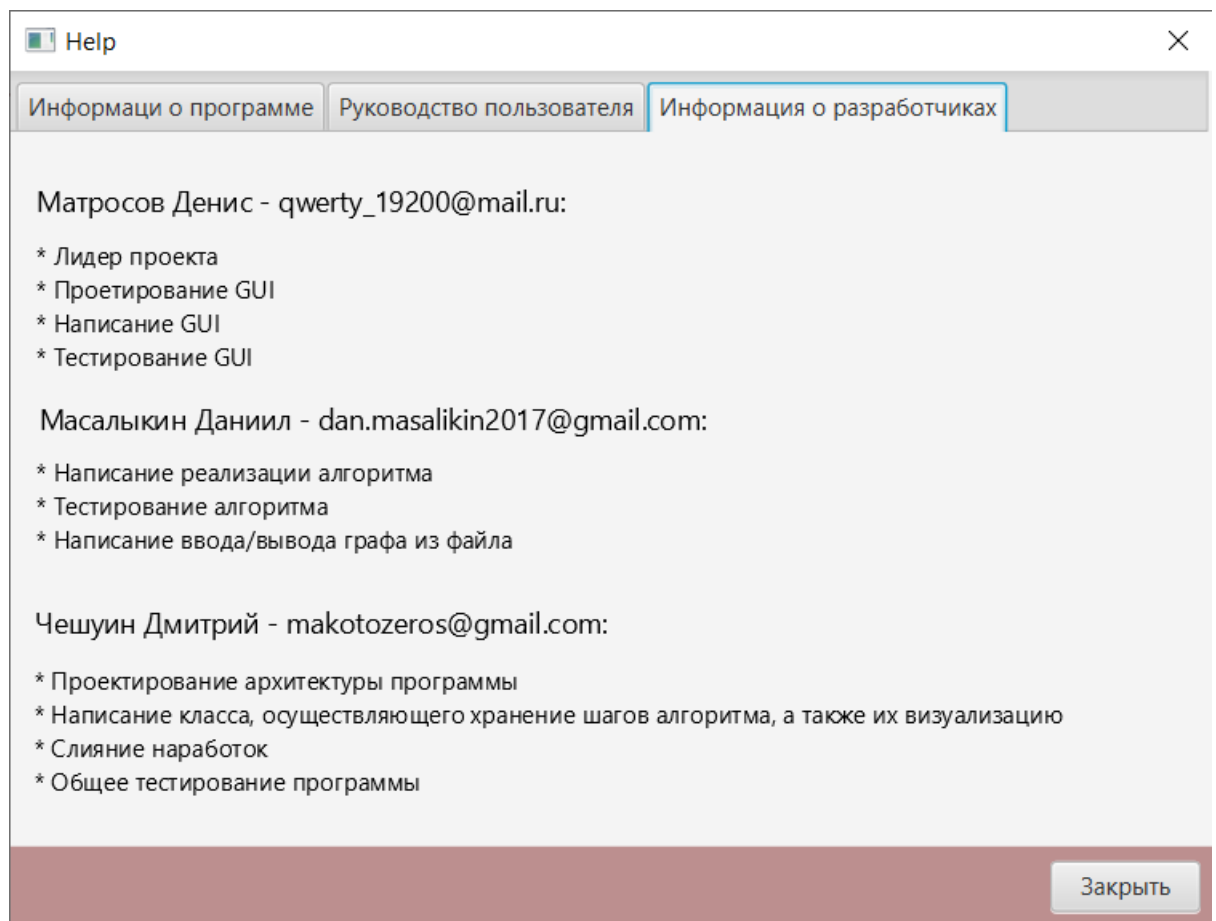 Help
Информаци о программе Руководство пользователя Информация о разработчиках
Матросов Денис - qwerty_19200@mail.ru:
* Лидер проекта
* Проетирование GUI
* Написание GUI
* Тестирование GUI
Масалыкин Даниил - dan.masalikin2017@gmail.com:
* Написание реализации алгоритма
* Тестирование алгоритма
* Написание ввода/вывода графа из файла
Чешуин Дмитрий - makotozeros@gmail.com:
* Проектирование архитектуры программы
* Написание класса, осуществляющего хранение шагов алгоритма, а также их визуализацию
* Слияние наработок
* Общее тестирование программы
Закрыть